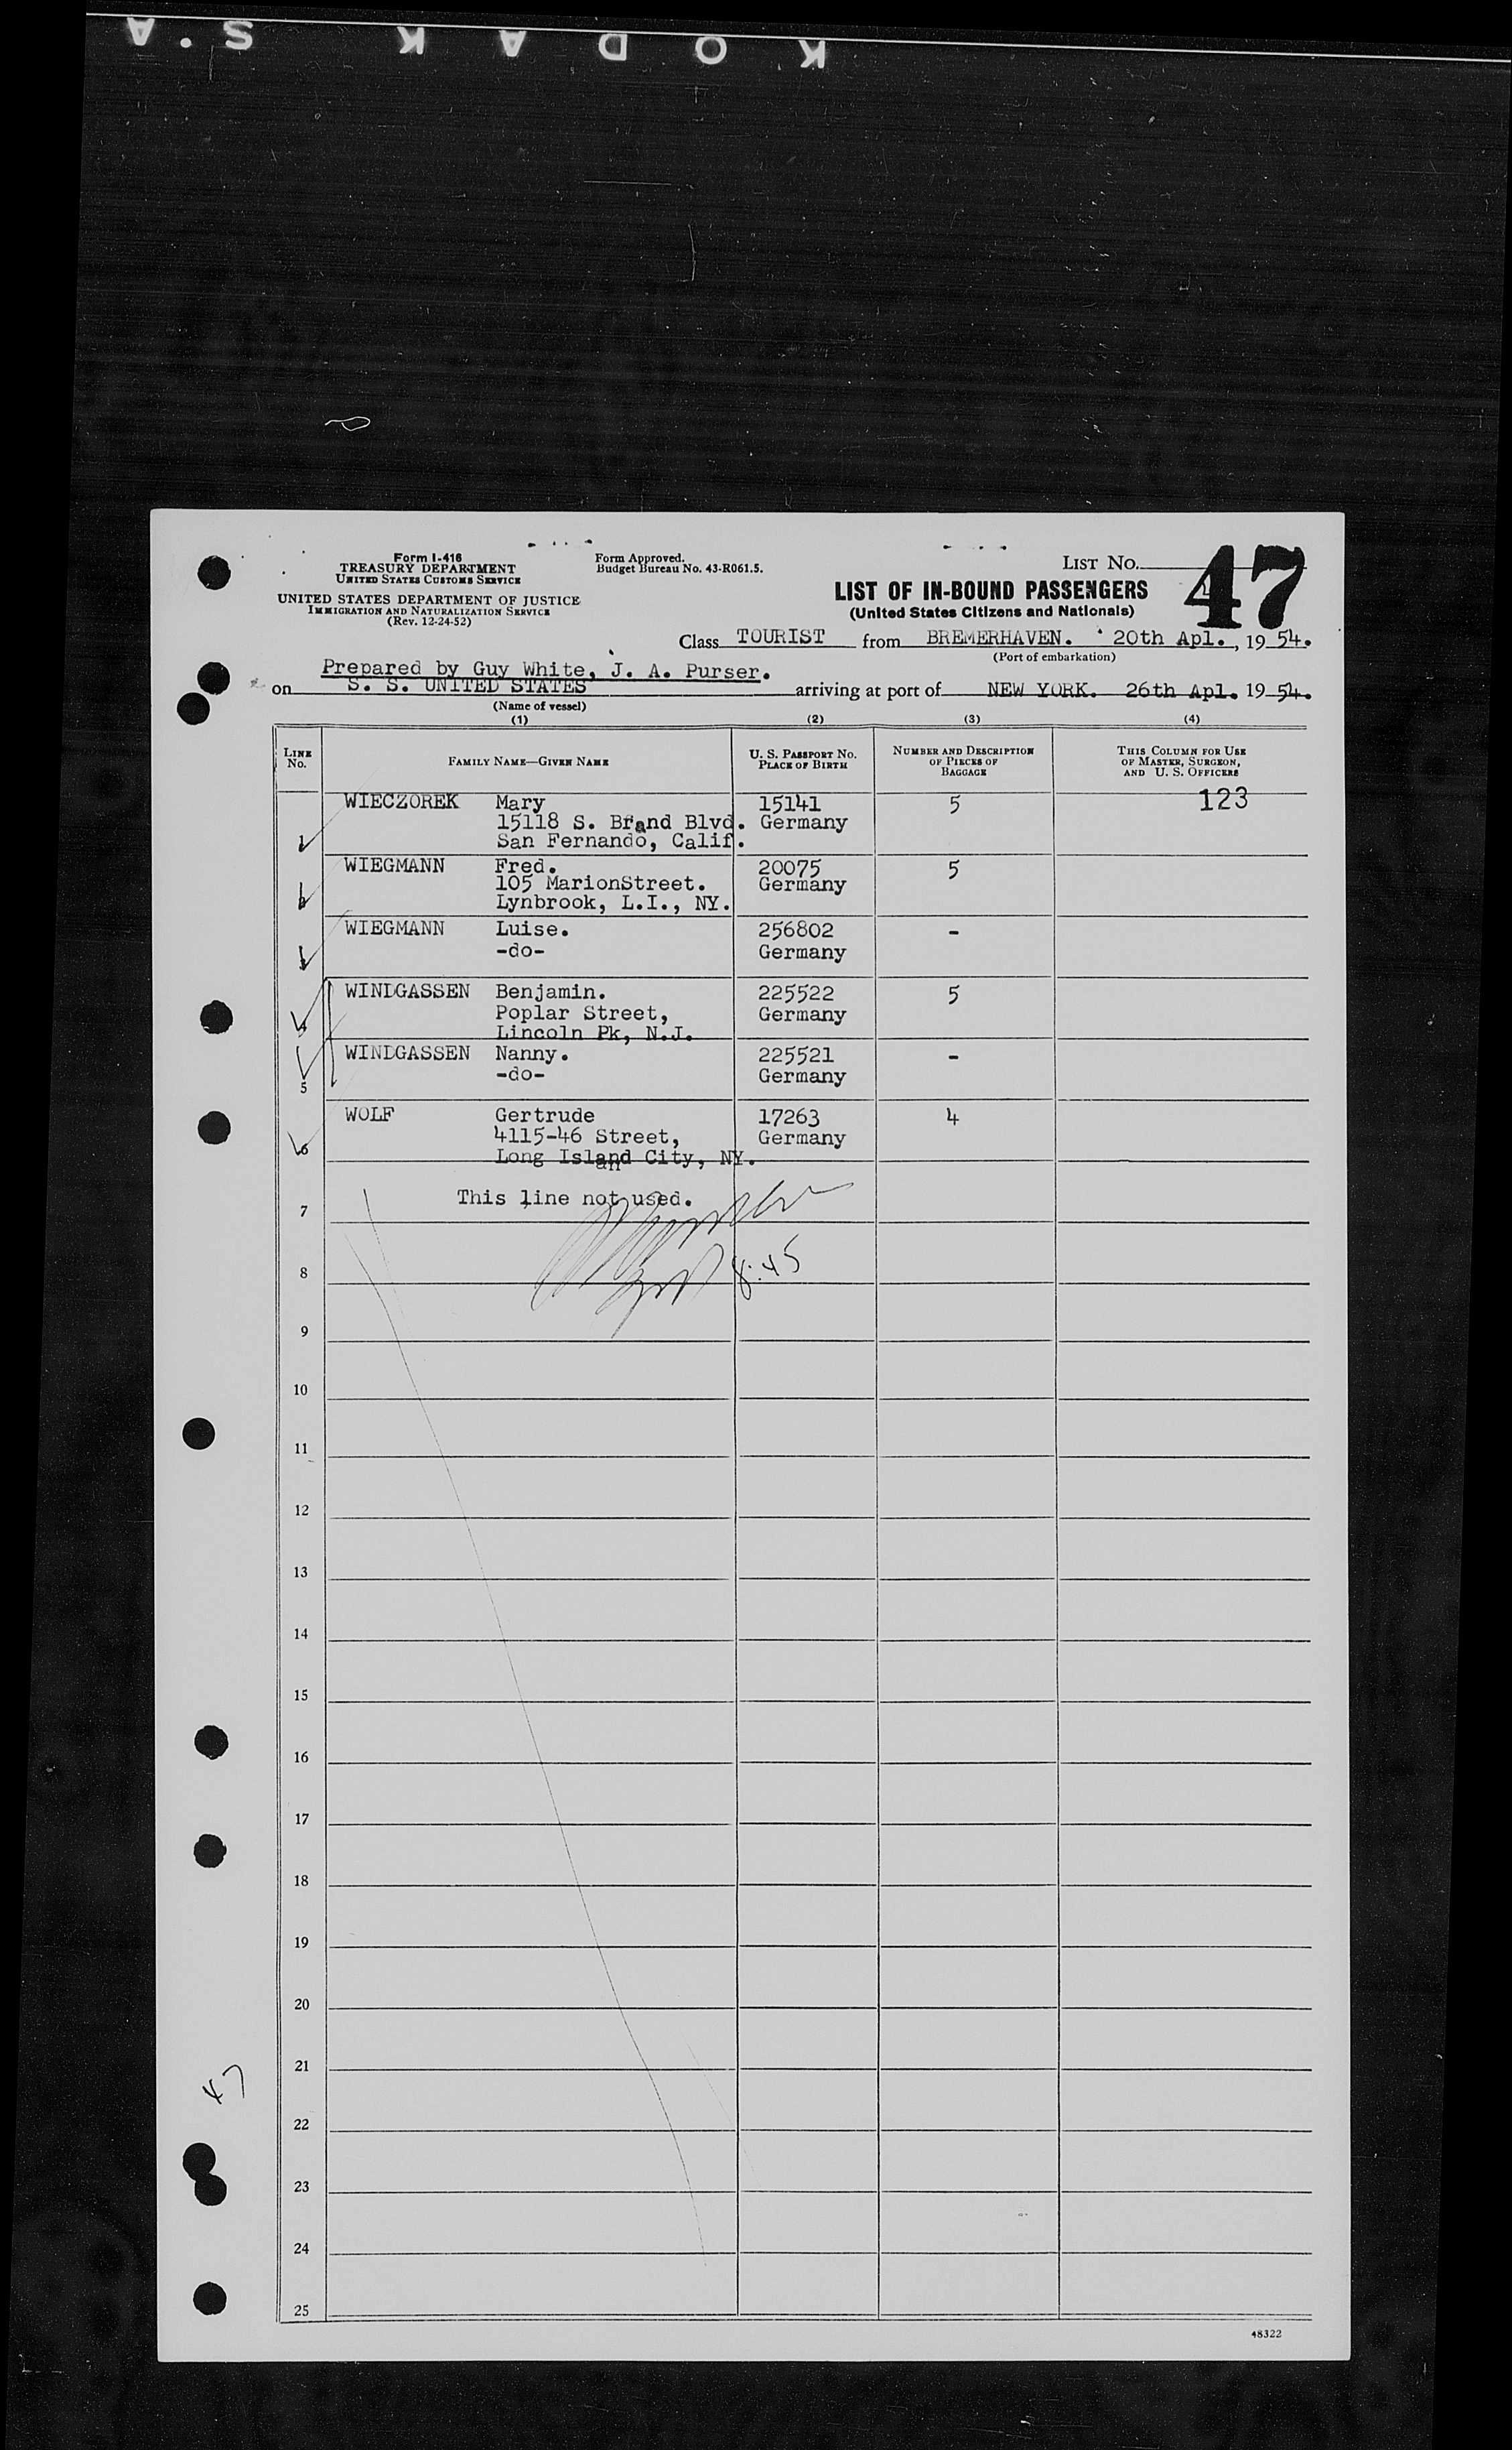 KODAK S.A
Form I-416
TREASURY DEPARTMENT
UNITED STATES CUSTOMS SERVICE
UNITED STATES DEPARTMENT OF JUSTICE
IMMIGRATION AND NATURALIZATION SERVICE
(Rev. 12-24-52)
Form Approved.
Budget Bureau No. 43-R061.5.
LIST NO. 47
LIST OF IN-BOUND PASSENGERS
(United States Citizens and Nationals)
Class TOURIST from BREMERHAVEN. 20th Apl., 1954.
(Port of embarkation)
Prepared by Guy White, J. A. Purser.
on S. S. UNITED STATES arriving at port of NEW YORK. 26th Apl. 1954.
(Name of vessel)
(1) (2) (3) (4)
LINE NO. FAMILY NAME—GIVEN NAME U. S. PASSPORT NO. PLACE OF BIRTH NUMBER AND DESCRIPTION OF PIECES OF BAGGAGE THIS COLUMN FOR USE OF MASTER, SURGEON, AND U. S. OFFICERS
WIECZOREK Mary 15141 5 123
15118 S. Brand Blvd. Germany
1 San Fernando, Calif.
WIEGMANN Fred. 20075 5
105 MarionStreet. Germany
2 Lynbrook, L.I., NY.
WIEGMANN Luise. 256802 -
3 -do- Germany
WINDGASSEN Benjamin. 225522 5
Poplar Street, Germany
4 Lincoln Pk, N.J.
WINDGASSEN Nanny. 225521 -
5 -do- Germany
WOLF Gertrude 17263 4
4115-46 Street, Germany
6 Long Island City, NY.
This line not used.
7
8 8:45
9
10
11
12
13
14
15
16
17
18
19
20
21
47
22
23
24
25
48322